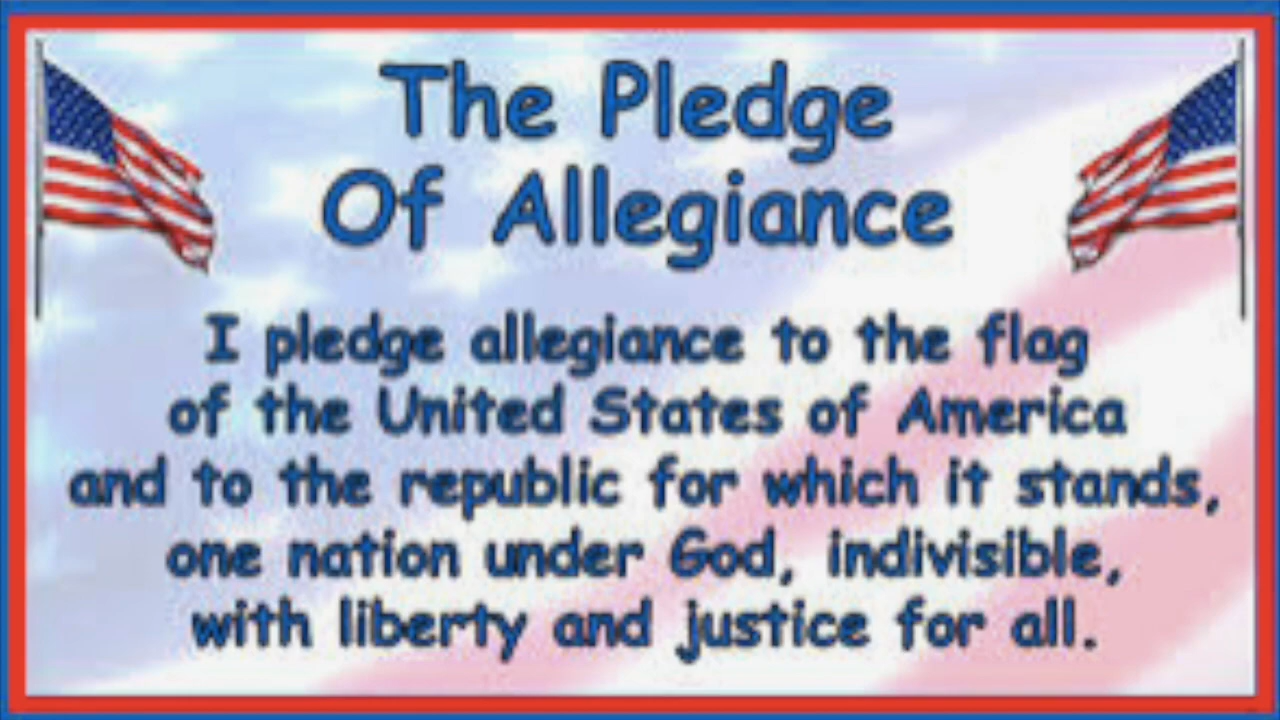 The Pledge
Of Allegiance
I pledge allegiance to the flag
of the United States of America
and to the republic for which it stands,
one nation under God, indivisible,
with liberty and justice for all.